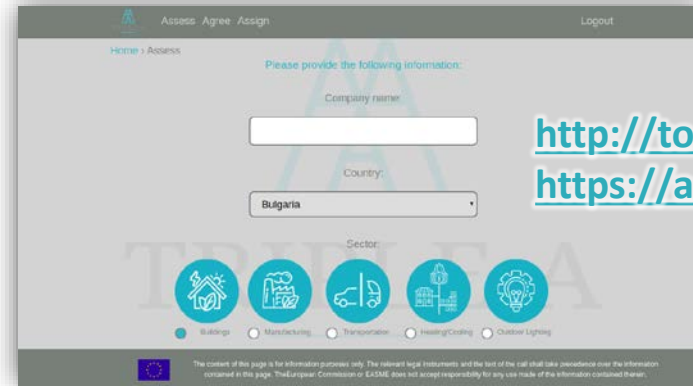 Assess Agree Assign Logout
Home › Assess
Please provide the following information:
Company name:
http://to
Country:
https://a
Bulgaria
Sector:
TRIPLE A
Buildings Manufacturing Transportation Heating/Cooling Outdoor Lighting
The content of this page is for information purposes only. The relevant legal instruments and the text of the call shall take precedence over the information
contained in this page. TheEuropean Commission or EASME does not accept responsibility for any use made of the information contained therein.